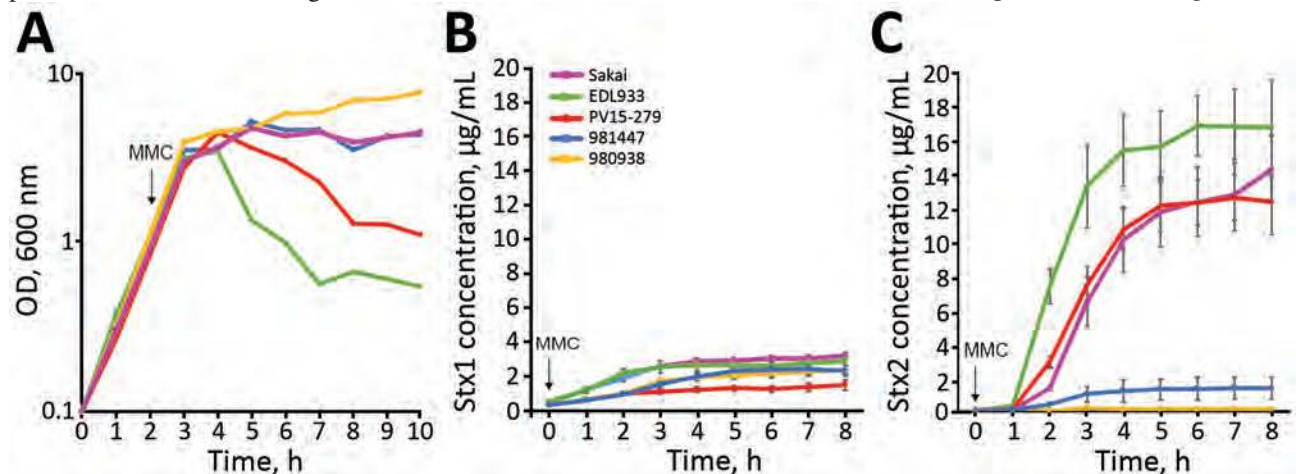 A
B
C
10
1
0.1
OD, 600 nm
MMC
0 1 2 3 4 5 6 7 8 9 10
Time, h
20
18
16
14
12
10
8
6
4
2
0
Stx1 concentration, µg/mL
Sakai
EDL933
PV15-279
981447
980938
MMC
0 1 2 3 4 5 6 7 8
Time, h
20
18
16
14
12
10
8
6
4
2
0
Stx2 concentration, µg/mL
MMC
0 1 2 3 4 5 6 7 8
Time, h